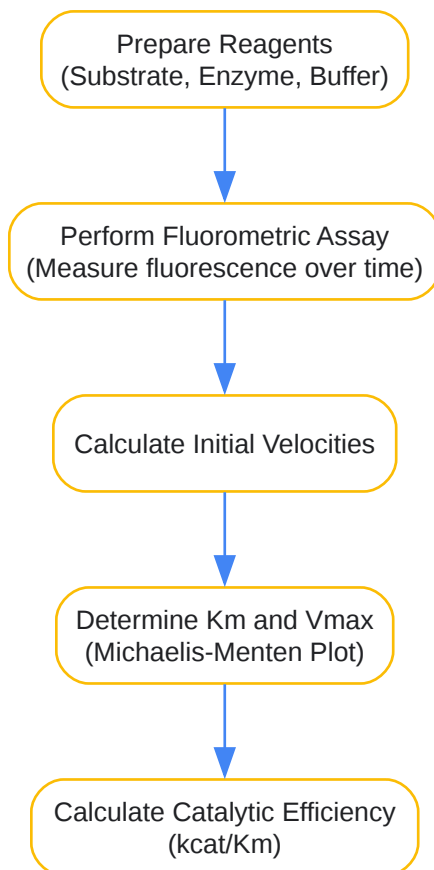 Prepare Reagents
(Substrate, Enzyme, Buffer)
Perform Fluorometric Assay
(Measure fluorescence over time)
Calculate Initial Velocities
Determine Km and Vmax
(Michaelis-Menten Plot)
Calculate Catalytic Efficiency
(kcat/Km)